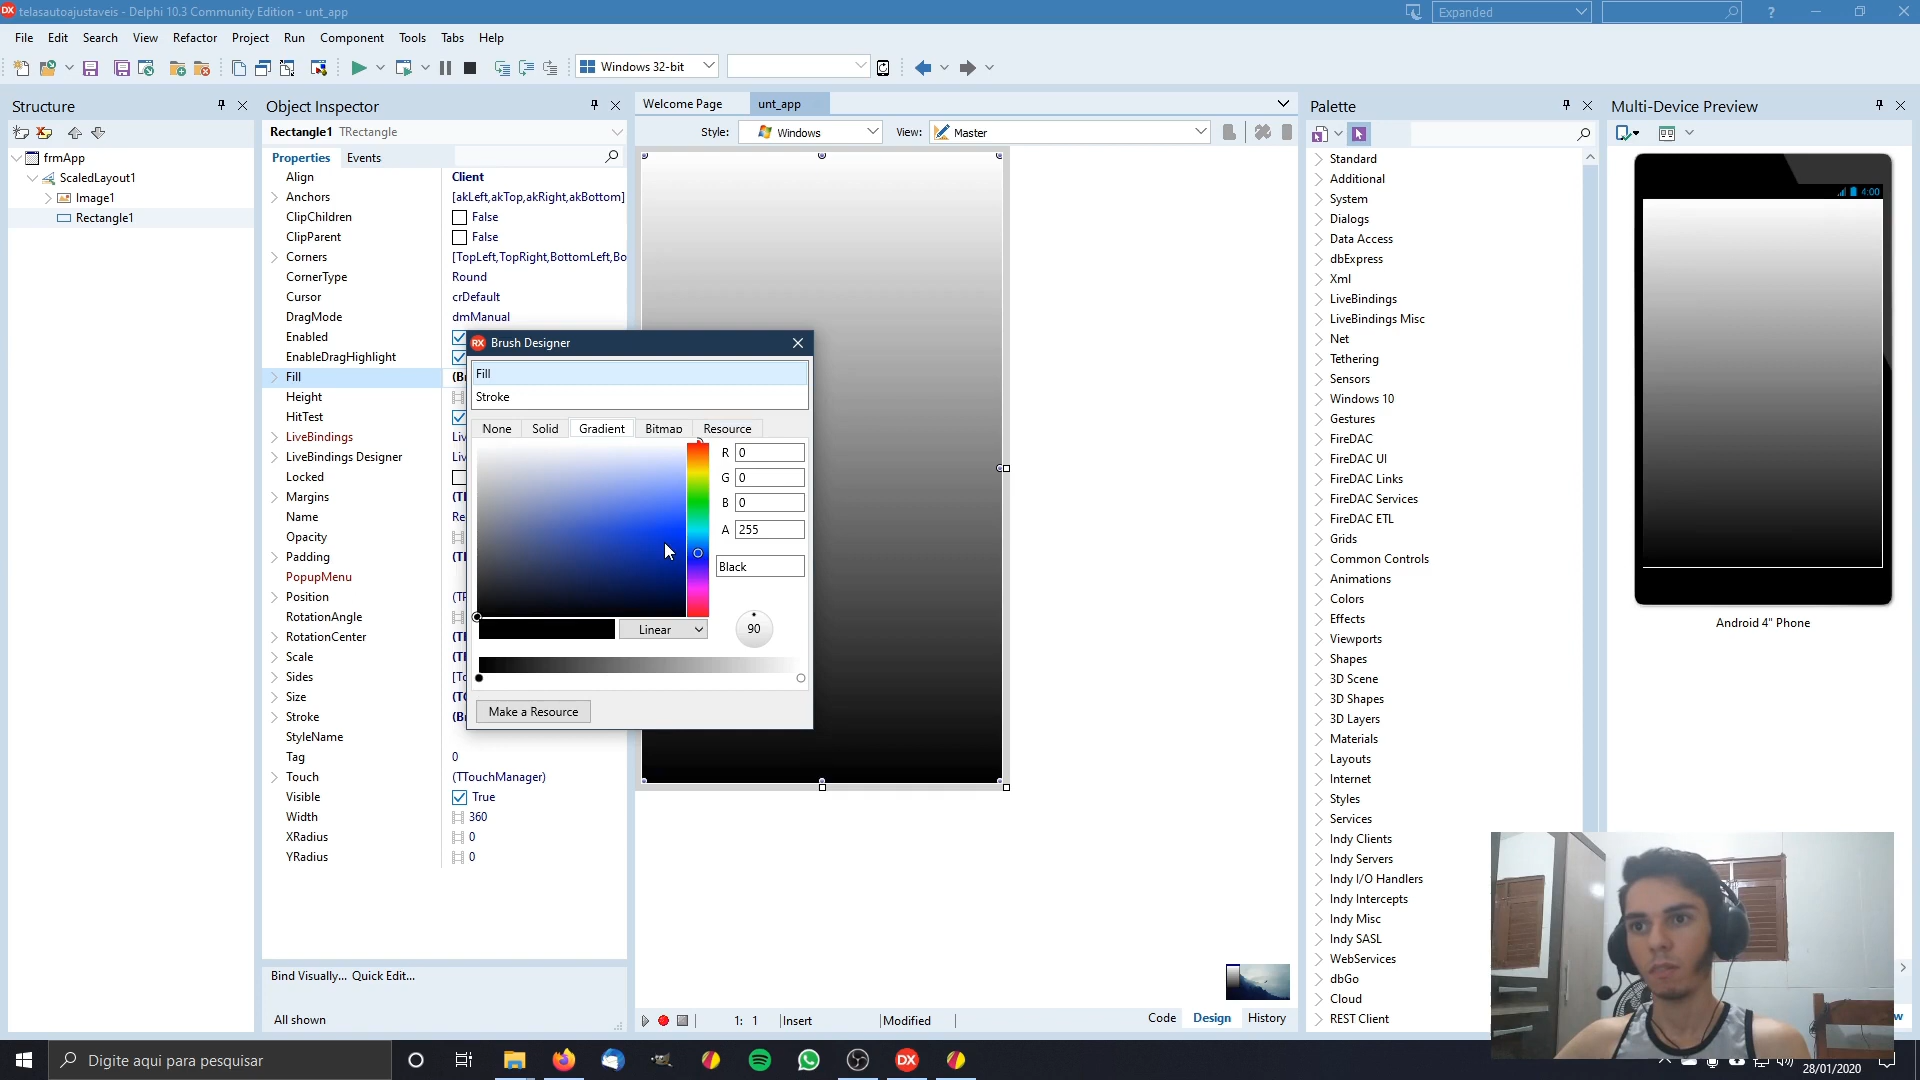 telasautoajustaveis - Delphi 10.3 Community Edition - unt_app
Expanded
File Edit Search View Refactor Project Run Component Tools Tabs Help
Windows 32-bit
Structure
frmApp
ScaledLayout1
Image1
Rectangle1
Object Inspector
Rectangle1 TRectangle
Properties Events
Align Client
Anchors [akLeft,akTop,akRight,akBottom]
ClipChildren False
ClipParent False
Corners [TopLeft,TopRight,BottomLeft,Bo
CornerType Round
Cursor crDefault
DragMode dmManual
Enabled
EnableDragHighlight
Fill (Br
Height
HitTest
LiveBindings Liv
LiveBindings Designer Liv
Locked
Margins (TE
Name Re
Opacity
Padding
PopupMenu
Position
RotationAngle
RotationCenter
Scale
Sides [To
Size
Stroke (Br
StyleName
Tag 0
Touch (TTouchManager)
Visible True
Width 360
XRadius 0
YRadius 0
Bind Visually... Quick Edit...
All shown
Brush Designer
Fill
Stroke
None Solid Gradient Bitmap Resource
R 0
G 0
B 0
A 255
Black
Linear
90
Make a Resource
Welcome Page unt_app
Style: Windows View: Master
1: 1 Insert Modified
Code Design History
Palette
Standard
Additional
System
Dialogs
Data Access
dbExpress
Xml
LiveBindings
LiveBindings Misc
Net
Tethering
Sensors
Windows 10
Gestures
FireDAC
FireDAC UI
FireDAC Links
FireDAC Services
FireDAC ETL
Grids
Common Controls
Animations
Colors
Effects
Viewports
Shapes
3D Scene
3D Shapes
3D Layers
Materials
Layouts
Internet
Styles
Services
Indy Clients
Indy Servers
Indy I/O Handlers
Indy Intercepts
Indy Misc
Indy SASL
WebServices
dbGo
Cloud
REST Client
Multi-Device Preview
4:00
Android 4" Phone
Digite aqui para pesquisar
28/01/2020